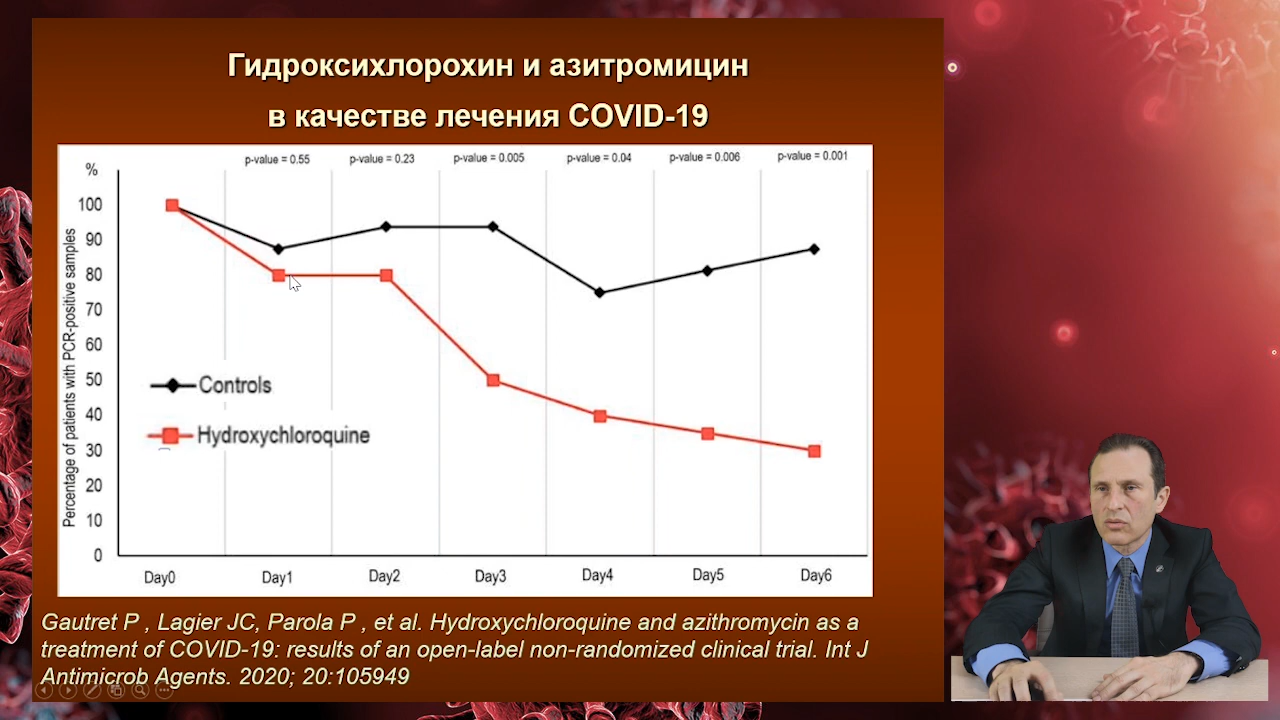 Гидроксихлорохин и азитромицин
в качестве лечения COVID-19
p-value = 0.55 p-value = 0.23 p-value = 0.005 p-value = 0.04 p-value = 0.006 p-value = 0.001
%
100
90
80
70
60
50
40
30
20
10
0
Percentage of patients with PCR-positive samples
Controls
Hydroxychloroquine
Day0 Day1 Day2 Day3 Day4 Day5 Day6
Gautret P , Lagier JC, Parola P , et al. Hydroxychloroquine and azithromycin as a
treatment of COVID-19: results of an open-label non-randomized clinical trial. Int J
Antimicrob Agents. 2020; 20:105949